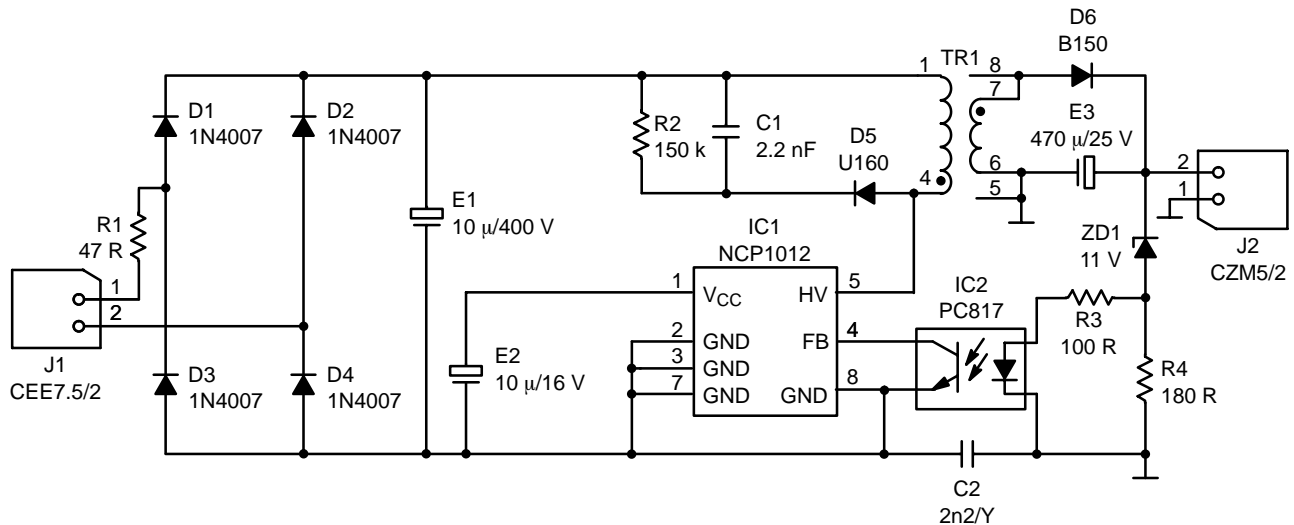 D6
B150
TR1
1
8
7
E3
470 μ/25 V
D1
1N4007
D2
1N4007
R2
150 k
C1
2.2 nF
D5
U160
4
6
5
2
1
R1
47 R
E1
10 μ/400 V
IC1
NCP1012
ZD1
11 V
J2
CZM5/2
1
2
J1
CEE7.5/2
1
VCC
HV
5
IC2
PC817
R3
100 R
2
GND
FB
4
3
GND
7
GND
GND
8
E2
10 μ/16 V
D3
1N4007
D4
1N4007
R4
180 R
C2
2n2/Y